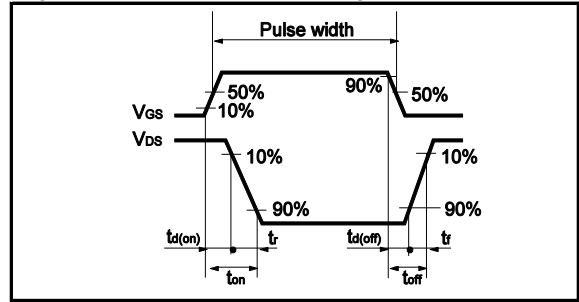 Pulse width
90%
50%
50%
10%
VGS
VDS
10%
10%
90%
90%
td(on)
tr
td(off)
tf
ton
toff